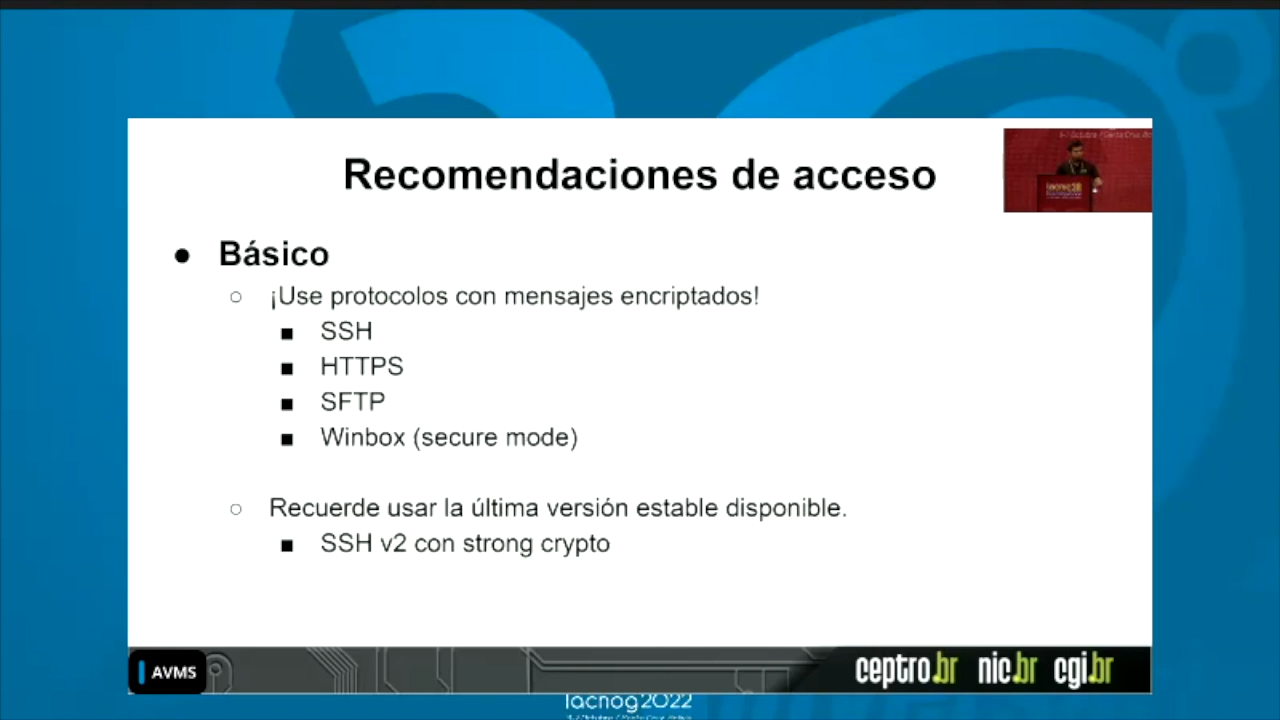 Recomendaciones de acceso
● Básico
○ ¡Use protocolos con mensajes encriptados!
■ SSH
■ HTTPS
■ SFTP
■ Winbox (secure mode)
○ Recuerde usar la última versión estable disponible.
■ SSH v2 con strong crypto
AVMS
ceptro.br nic.br cgi.br
lacnog2022